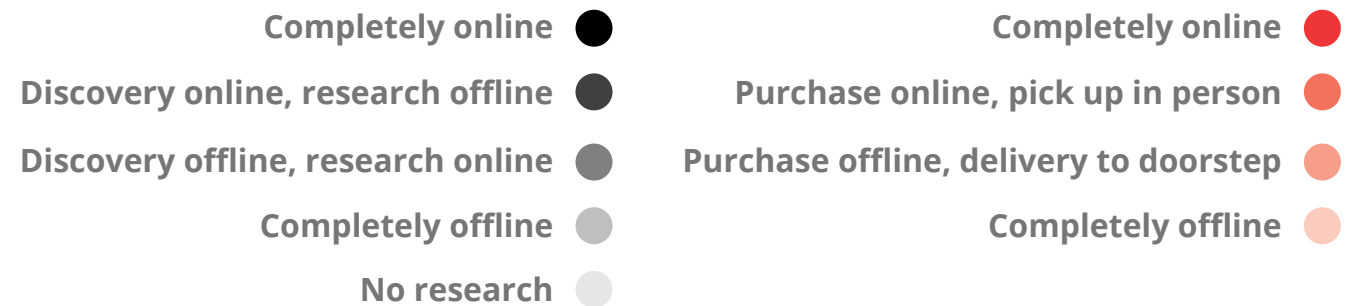 Completely online
Discovery online, research offline
Discovery offline, research online
Completely offline
No research
Completely online
Purchase online, pick up in person
Purchase offline, delivery to doorstep
Completely offline